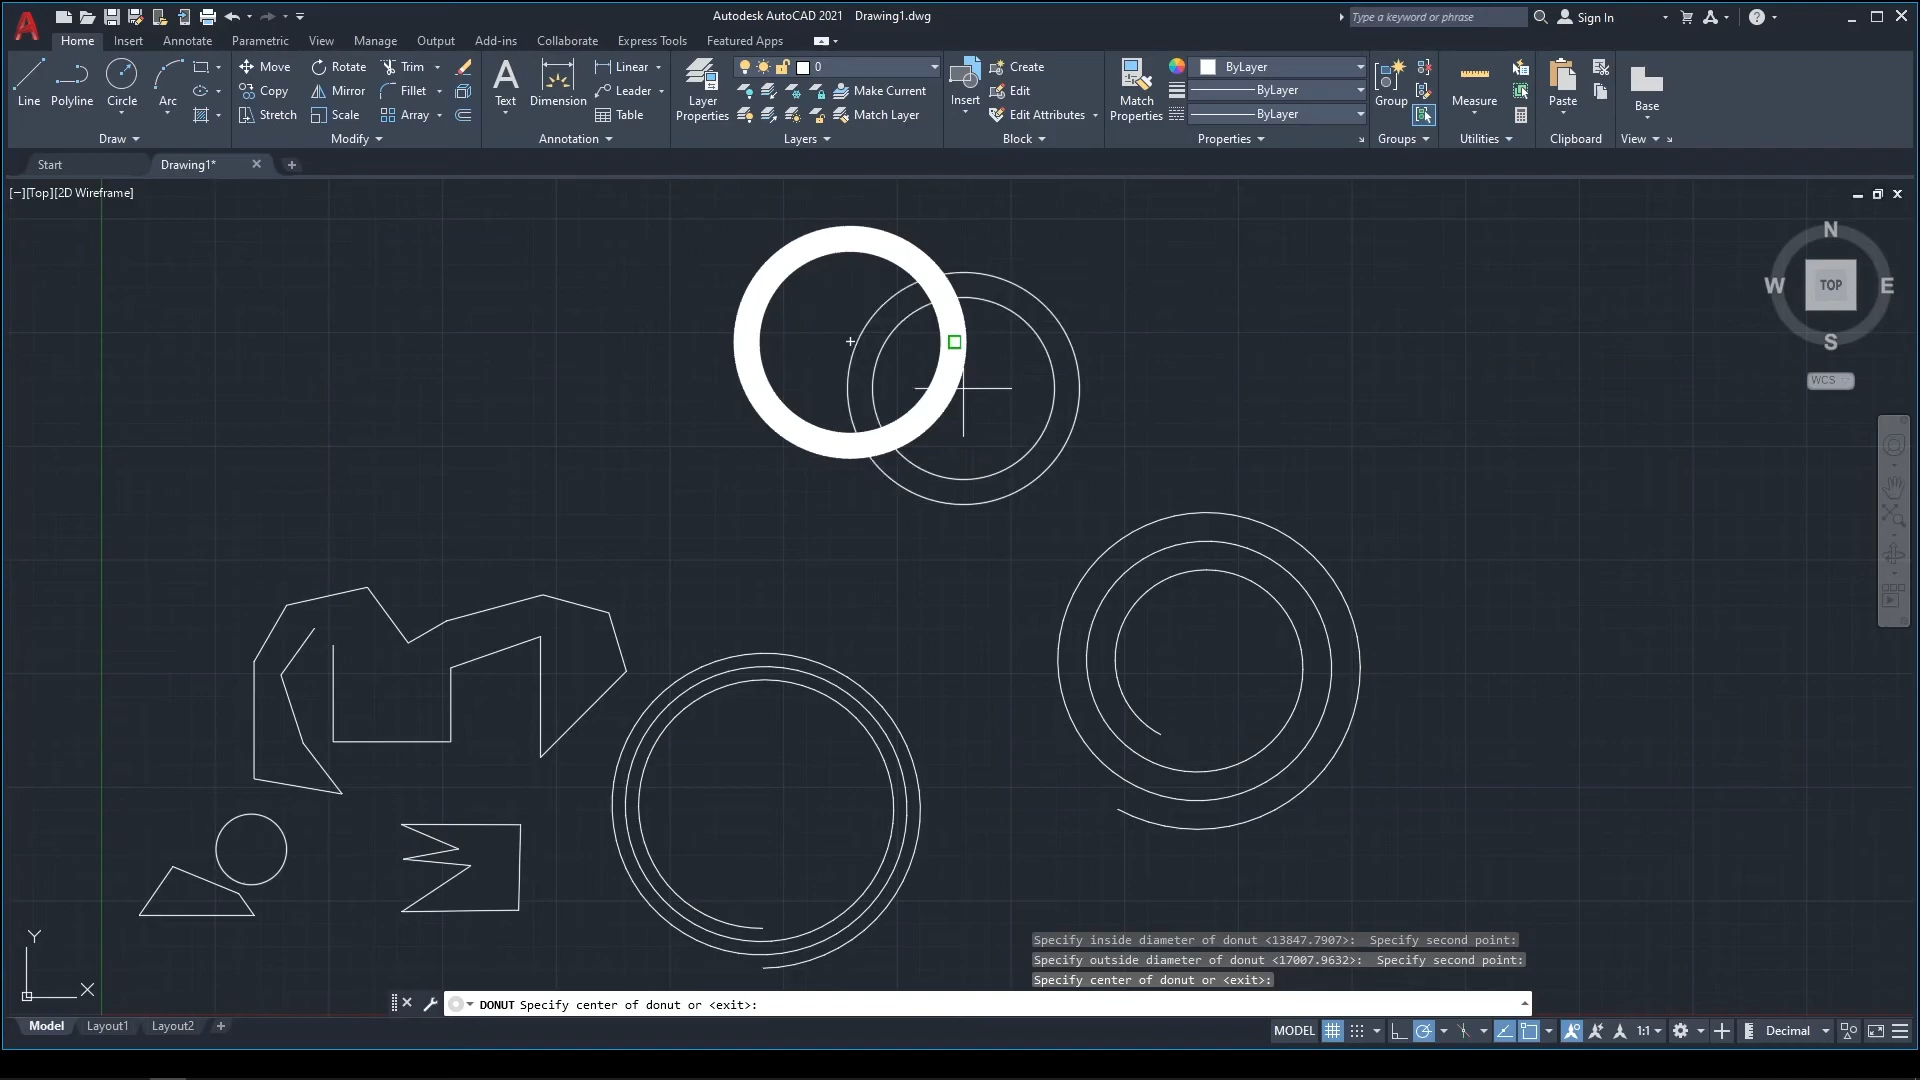 Autodesk AutoCAD 2021 Drawing1.dwg
Type a keyword or phrase
Sign In
Home Insert Annotate Parametric View Manage Output Add-ins Collaborate Express Tools Featured Apps
Line Polyline Circle Arc
Draw
Move Rotate Trim
Copy Mirror Fillet
Stretch Scale Array
Modify
Text Dimension
Linear
Leader
Table
Annotation
Layer Properties
0
Make Current
Match Layer
Layers
Insert
Create
Edit
Edit Attributes
Block
Match Properties
ByLayer
ByLayer
ByLayer
Properties
Group
Groups
Measure
Utilities
Paste
Clipboard
Base
View
Start Drawing1*
[−][Top][2D Wireframe]
N
W TOP E
S
WCS
Y
X
Specify inside diameter of donut <13847.7907>: Specify second point:
Specify outside diameter of donut <17007.9632>: Specify second point:
Specify center of donut or <exit>:
DONUT Specify center of donut or <exit>:
Model Layout1 Layout2 +
MODEL 1:1 Decimal